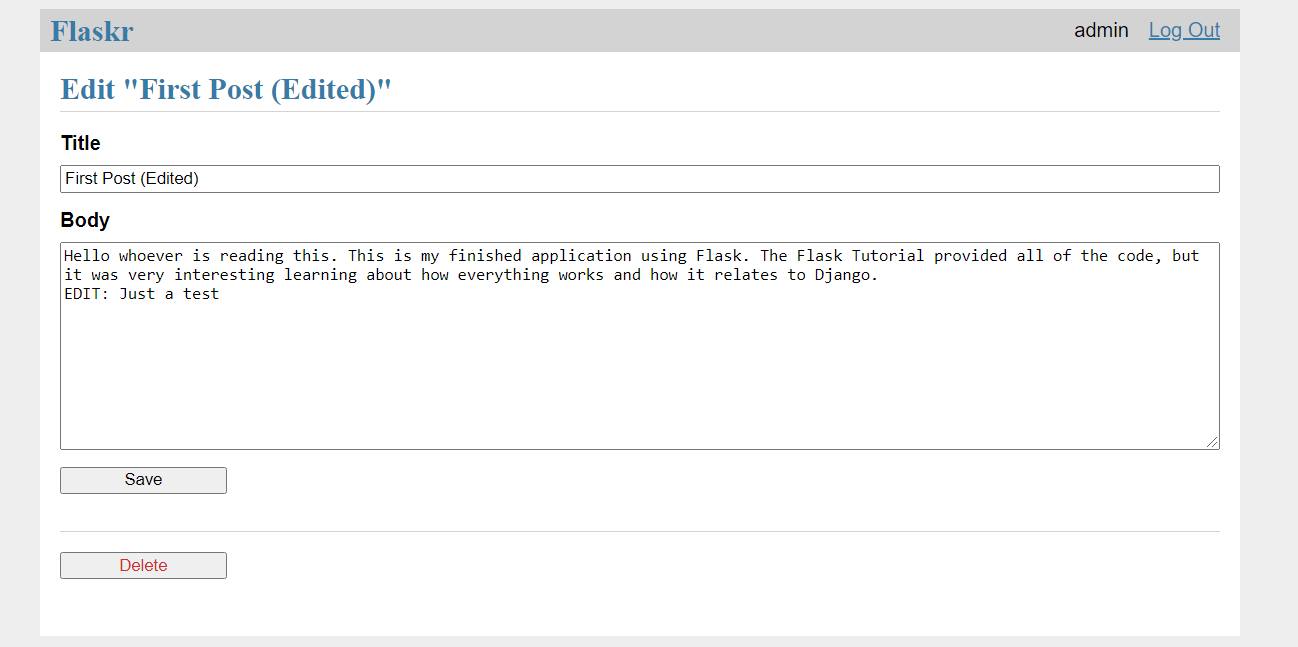 Flaskr
admin Log Out
Edit "First Post (Edited)"
Title
First Post (Edited)
Body
Hello whoever is reading this. This is my finished application using Flask. The Flask Tutorial provided all of the code, but
it was very interesting learning about how everything works and how it relates to Django.
EDIT: Just a test
Save
Delete